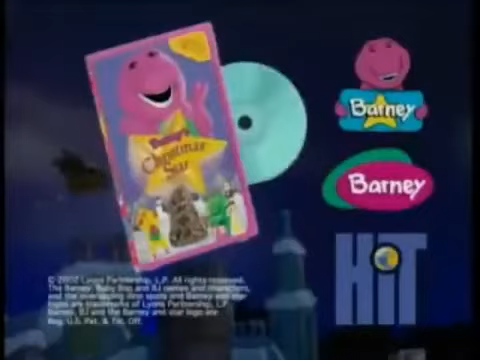 Barney's
Christmas
Star
Barney
Barney
HiT
© 2002 Lyons Partnership, L.P. All rights reserved.
The Barney, Baby Bop and BJ names and characters,
and the overlapping dino spots and Barney and star
logos are trademarks of Lyons Partnership, L.P.
Barney, BJ and the Barney and star logo are
Reg. U.S. Pat. & Tm. Off.